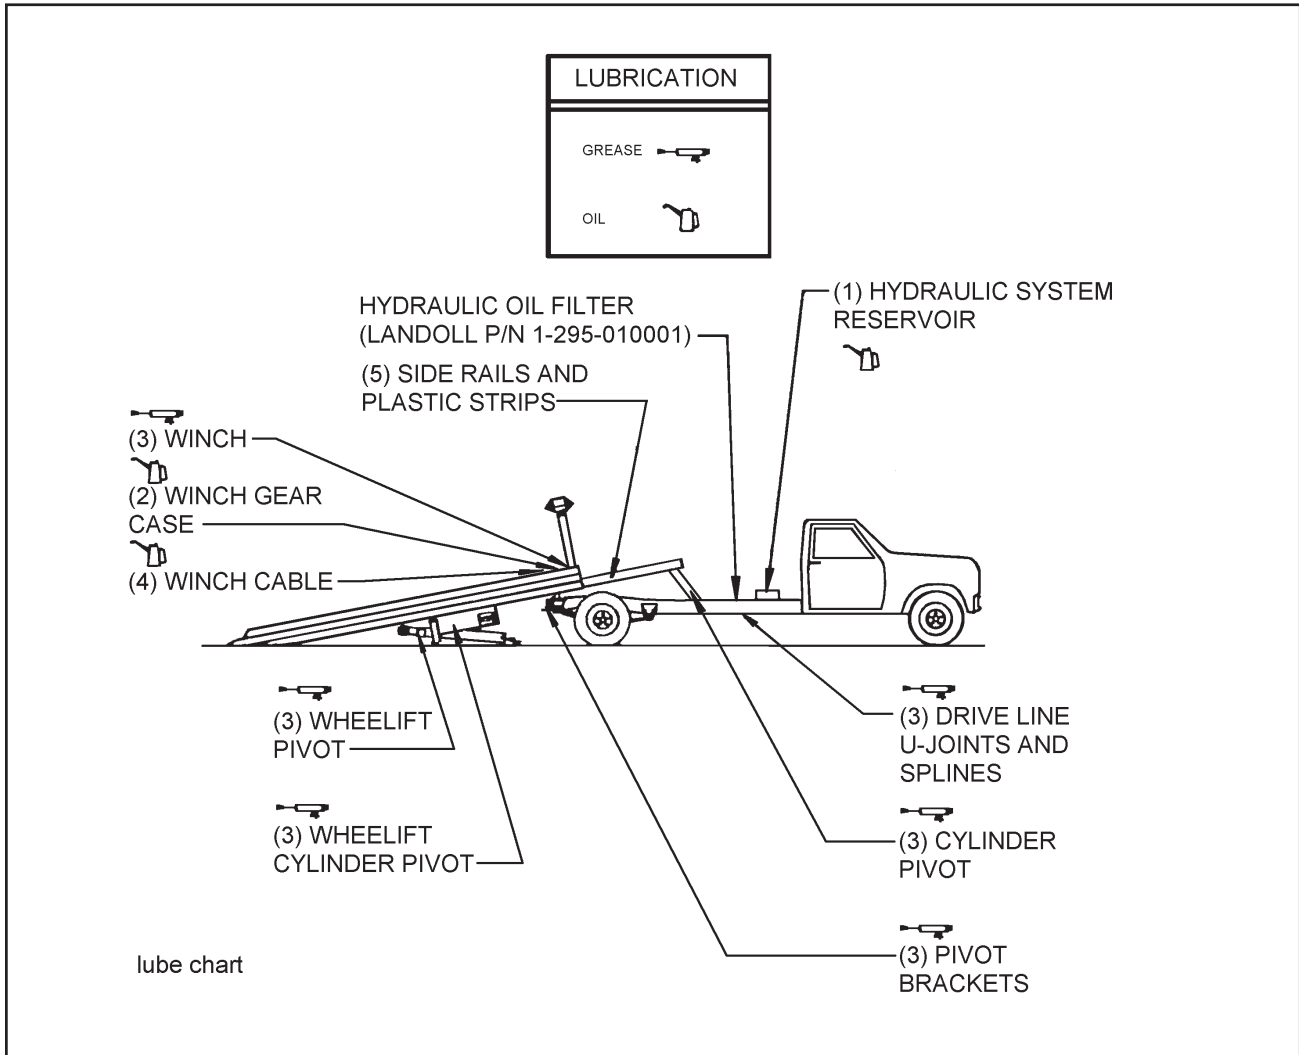 LUBRICATION
GREASE
OIL
HYDRAULIC OIL FILTER
(LANDOLL P/N 1-295-010001)
(1) HYDRAULIC SYSTEM
RESERVOIR
(5) SIDE RAILS AND
PLASTIC STRIPS
(3) WINCH
(2) WINCH GEAR
CASE
(4) WINCH CABLE
(3) WHEELIFT
PIVOT
(3) WHEELIFT
CYLINDER PIVOT
(3) DRIVE LINE
U-JOINTS AND
SPLINES
(3) CYLINDER
PIVOT
(3) PIVOT
BRACKETS
lube chart